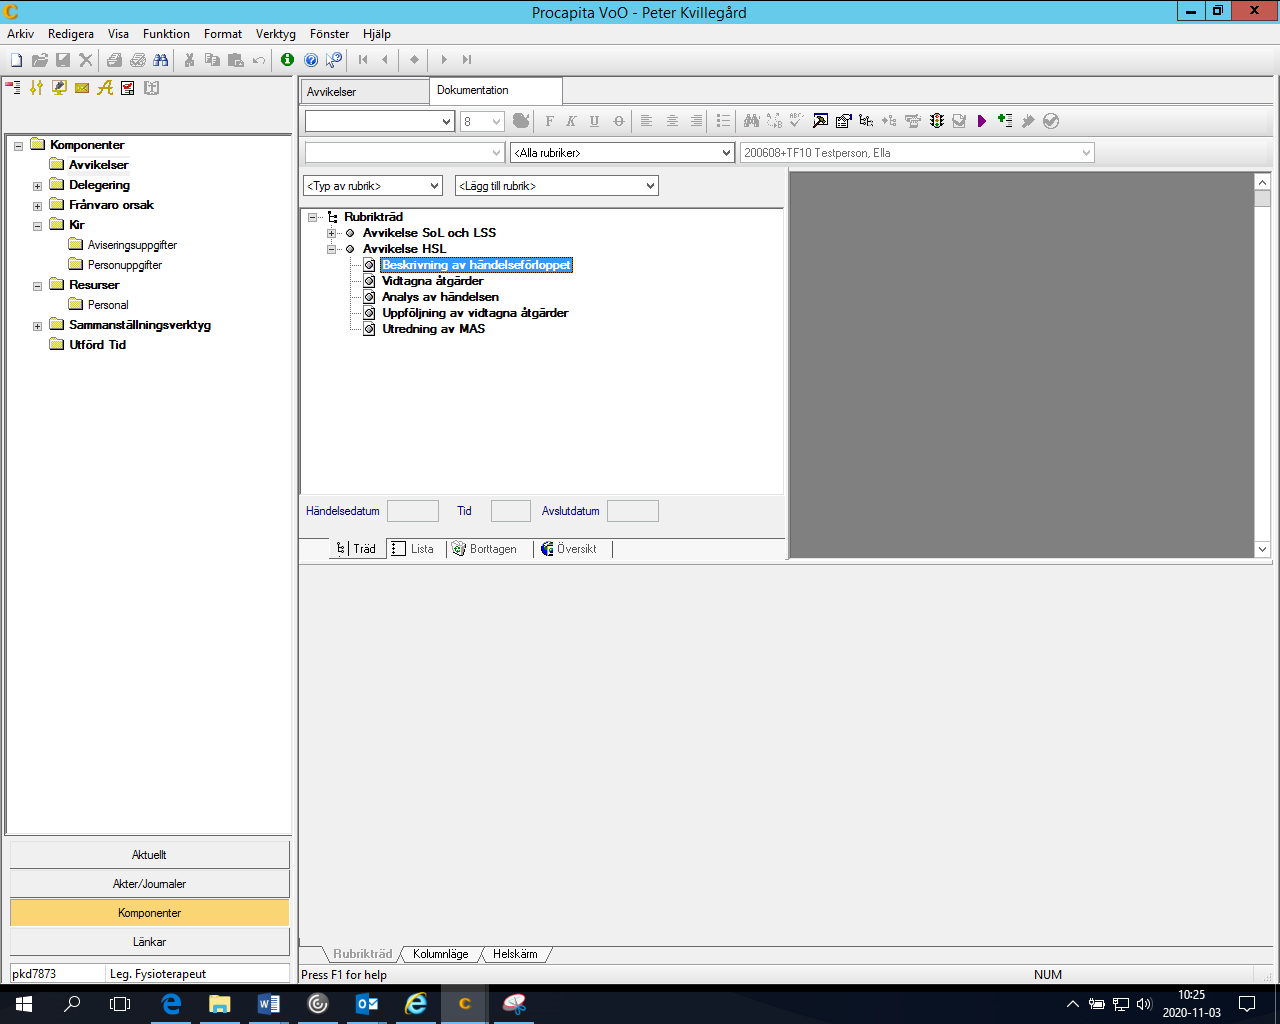 Procapita VoO - Peter Kvillegård
Arkiv Redigera Visa Funktion Format Verktyg Fönster Hjälp
Avvikelser Dokumentation
8 F K U O
<Alla rubriker> 200608+TF10 Testperson, Ella
<Typ av rubrik> <Lägg till rubrik>
Komponenter
Avvikelser
Delegering
Frånvaro orsak
Kir
Aviseringsuppgifter
Personuppgifter
Resurser
Personal
Sammanställningsverktyg
Utförd Tid
Rubrikträd
Avvikelse SoL och LSS
Avvikelse HSL
Beskrivning av händelseförloppet
Vidtagna åtgärder
Analys av händelsen
Uppföljning av vidtagna åtgärder
Utredning av MAS
Händelsedatum Tid Avslutdatum
Träd Lista Borttagen Översikt
Aktuellt
Akter/Journaler
Komponenter
Länkar
Rubrikträd Kolumnläge Helskärm
pkd7873 Leg. Fysioterapeut
Press F1 for help NUM
10:25
2020-11-03